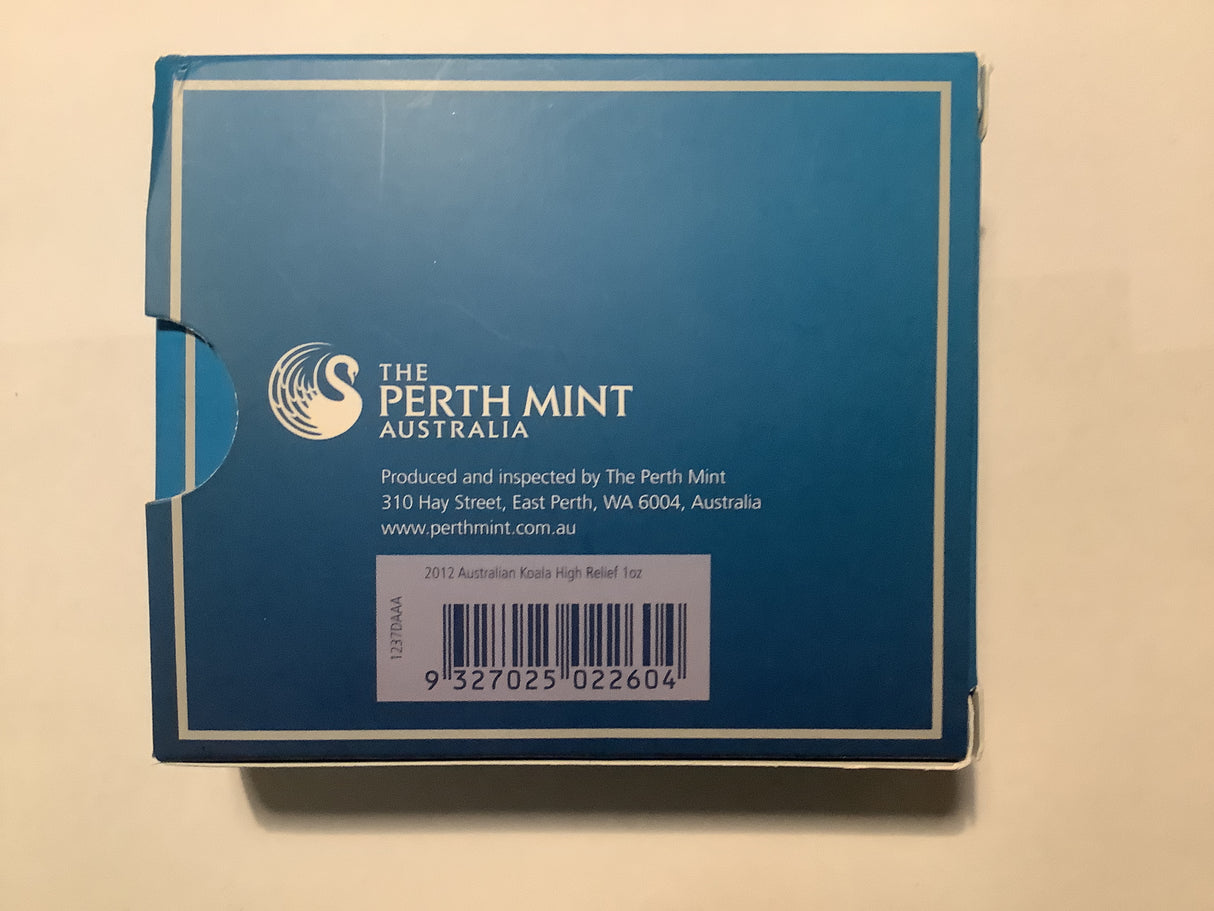 THE
PERTH MINT
AUSTRALIA
Produced and inspected by The Perth Mint
310 Hay Street, East Perth, WA 6004, Australia
www.perthmint.com.au
2012 Australian Koala High Relief 1oz
1237DAAA
9 327025 022604